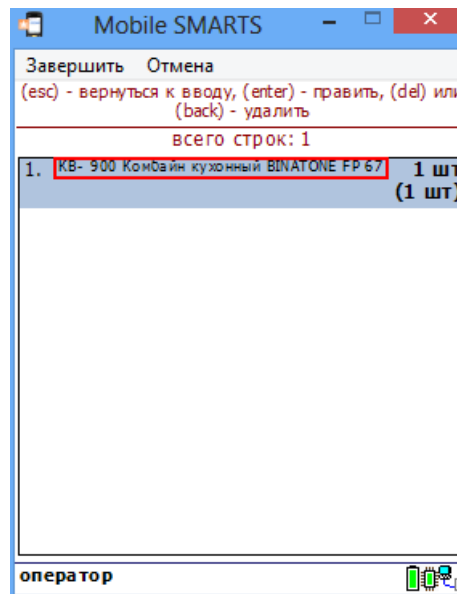 Mobile SMARTS
Завершить Отмена
(esc) - вернуться к вводу, (enter) - править, (del) или
(back) - удалить
всего строк: 1
1. КВ- 900 Комбайн кухонный BINATONE FP 67 1 шт
(1 шт)
оператор